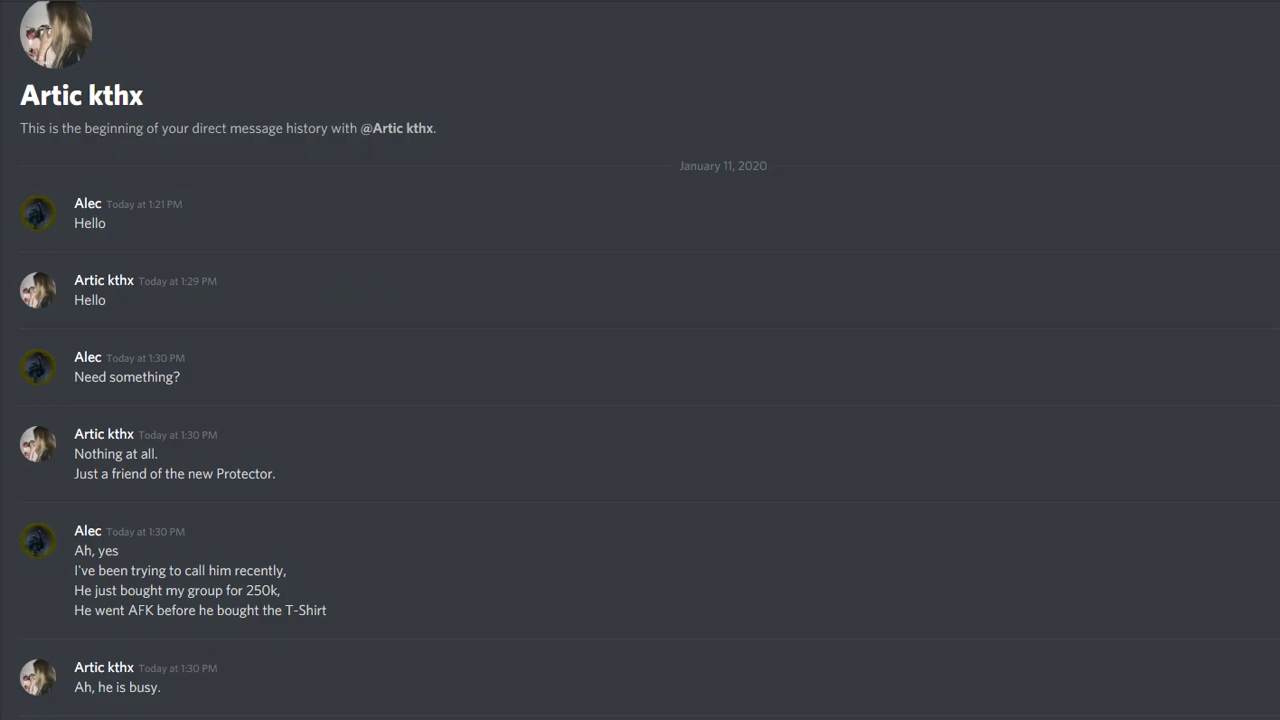 Artic kthx
This is the beginning of your direct message history with @Artic kthx.
January 11, 2020
Alec Today at 1:21 PM
Hello
Artic kthx Today at 1:29 PM
Hello
Alec Today at 1:30 PM
Need something?
Artic kthx Today at 1:30 PM
Nothing at all.
Just a friend of the new Protector.
Alec Today at 1:30 PM
Ah, yes
I've been trying to call him recently,
He just bought my group for 250k,
He went AFK before he bought the T-Shirt
Artic kthx Today at 1:30 PM
Ah, he is busy.